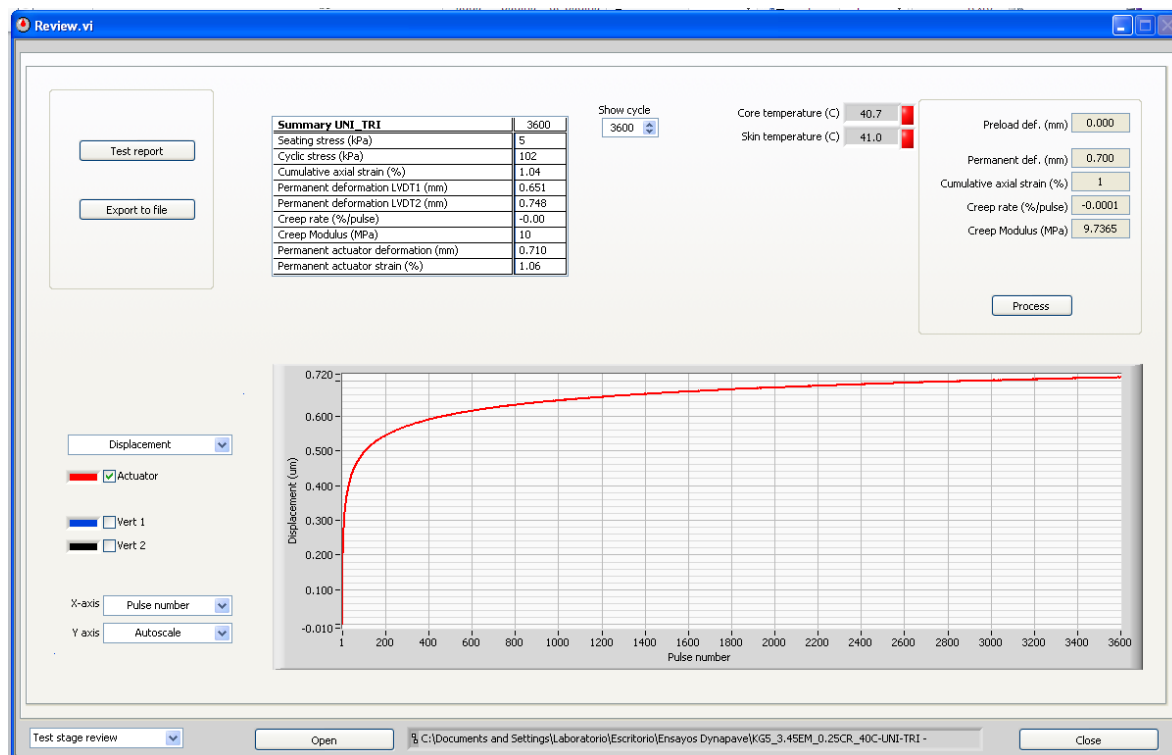 Review.vi
Test report
Export to file
Summary UNI_TRI 3600
Seating stress (kPa) 5
Cyclic stress (kPa) 102
Cumulative axial strain (%) 1.04
Permanent deformation LVDT1 (mm) 0.651
Permanent deformation LVDT2 (mm) 0.748
Creep rate (%/pulse) -0.00
Creep Modulus (MPa) 10
Permanent actuator deformation (mm) 0.710
Permanent actuator strain (%) 1.06
Show cycle
3600
Core temperature (C) 40.7
Skin temperature (C) 41.0
Preload def. (mm) 0.000
Permanent def. (mm) 0.700
Cumulative axial strain (%) 1
Creep rate (%/pulse) -0.0001
Creep Modulus (MPa) 9.7365
Process
Displacement
Actuator
Vert 1
Vert 2
X-axis Pulse number
Y axis Autoscale
Displacement (um)
0.720
0.600
0.500
0.400
0.300
0.200
0.100
-0.010
1 200 400 600 800 1000 1200 1400 1600 1800 2000 2200 2400 2600 2800 3000 3200 3400 3600
Pulse number
Test stage review
Open
C:\Documents and Settings\Laboratorio\Escritorio\Ensayos Dynapave\KG5_3.45EM_0.25CR_40C-UNI-TRI -
Close